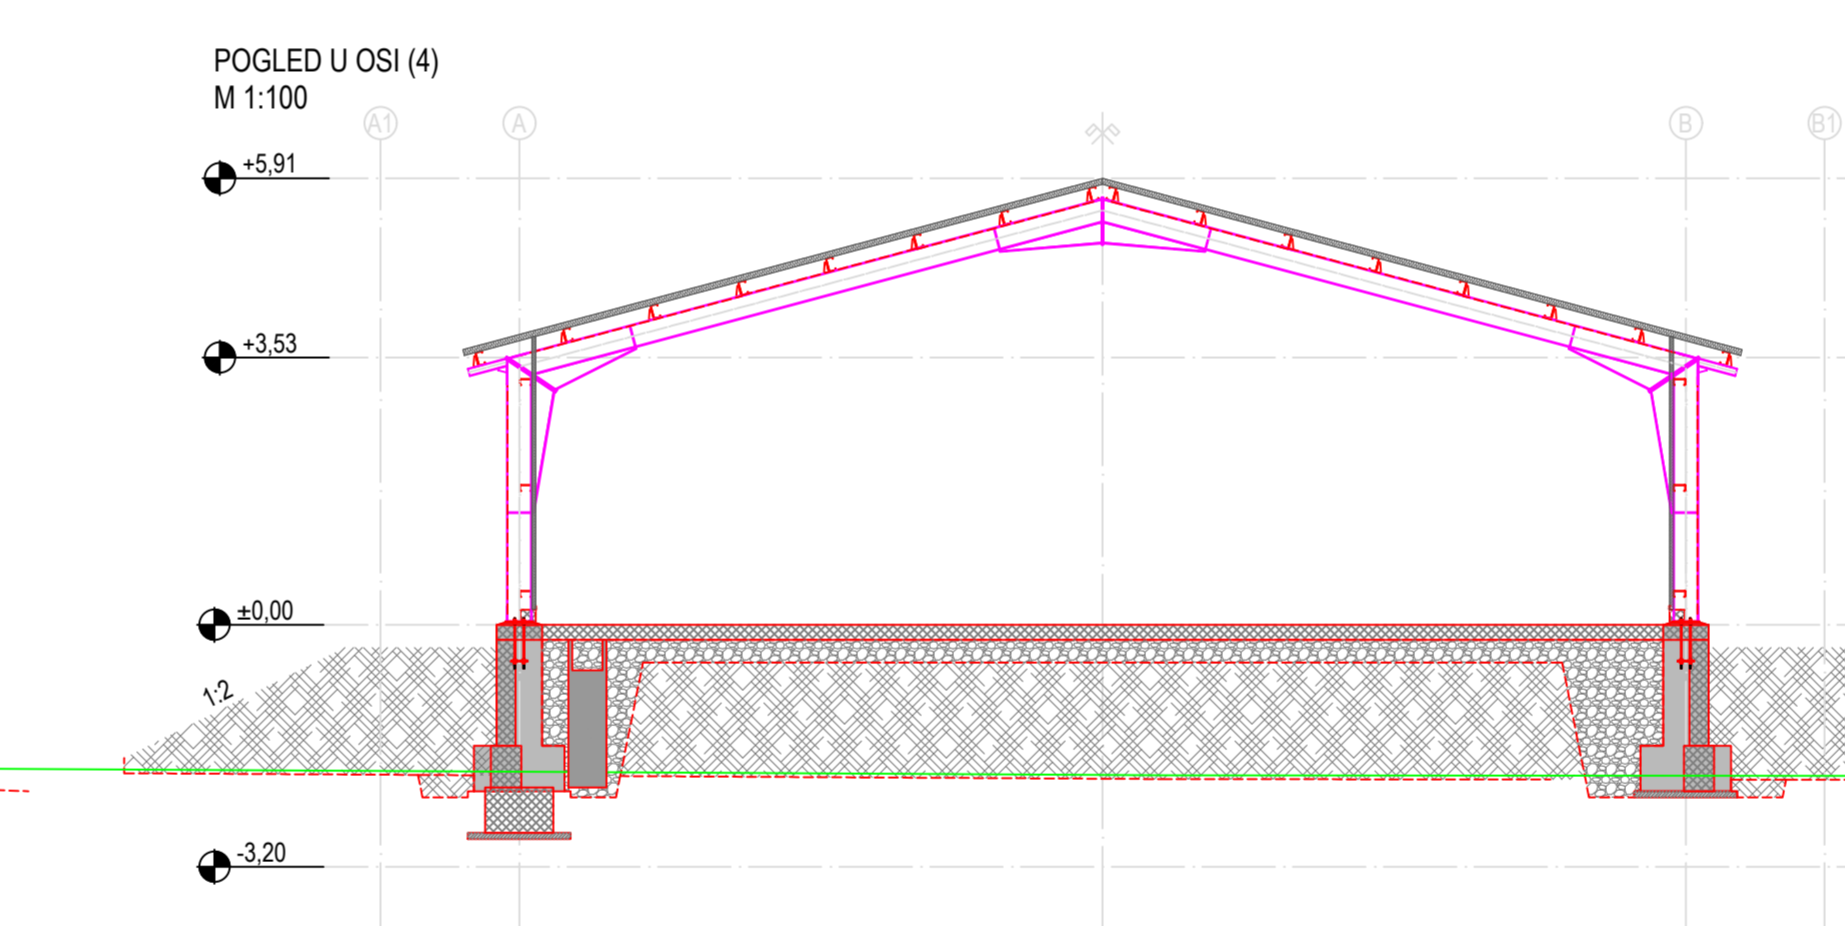 POGLED U OSI (4)
M 1:100
A1
A
B
B1
+5,91
+3,53
±0,00
1:2
-3,20